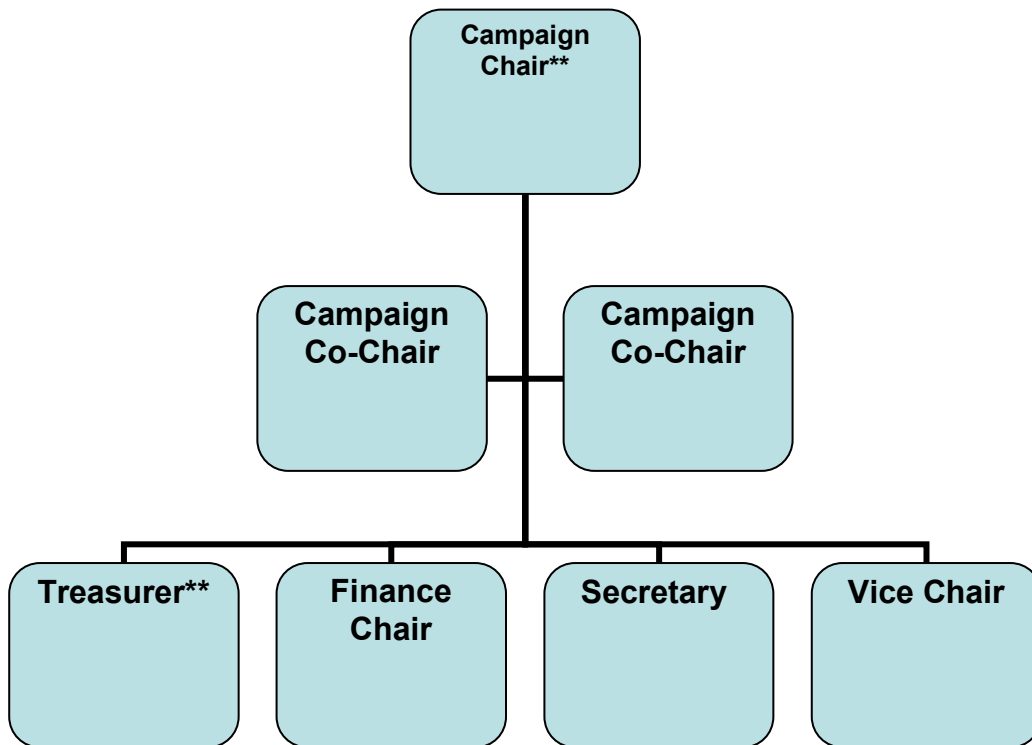 Campaign
Chair**
Campaign
Co-Chair
Campaign
Co-Chair
Treasurer**
Finance
Chair
Secretary
Vice Chair